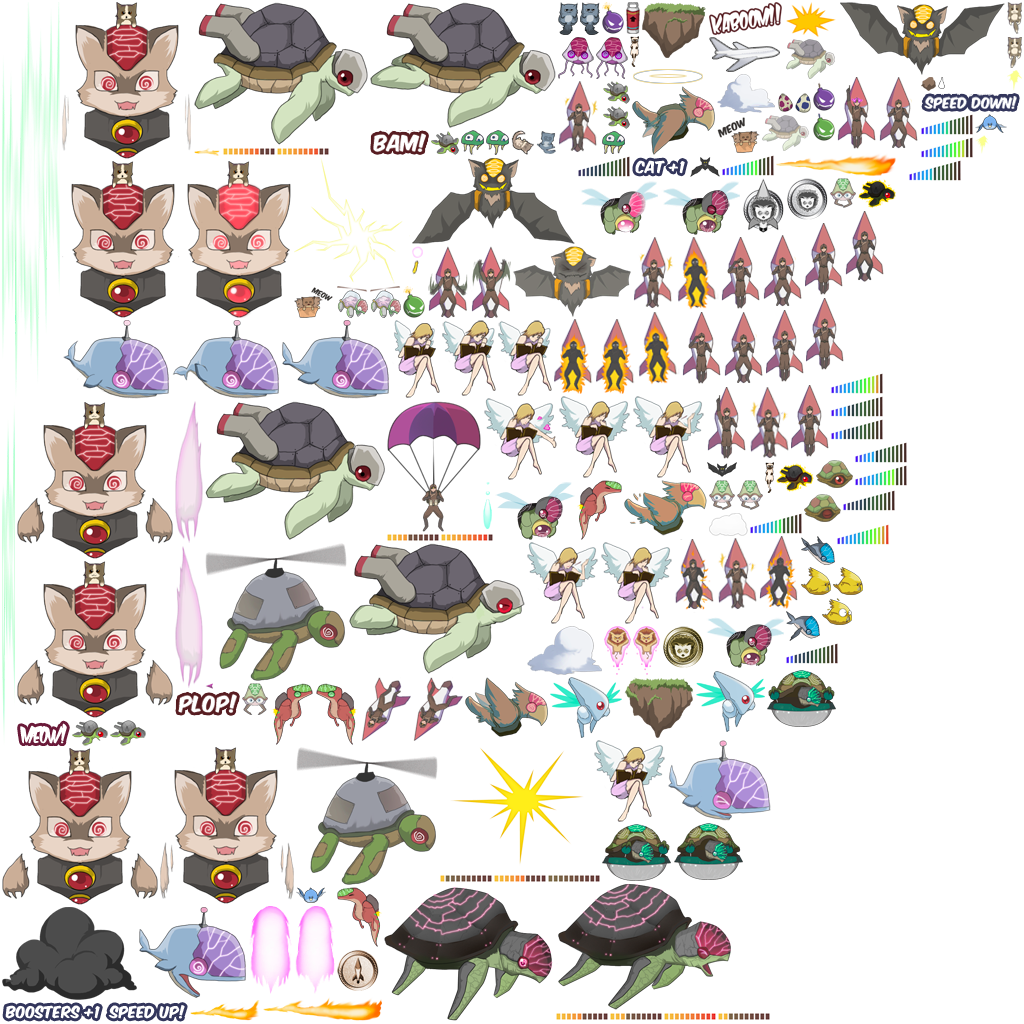 KABOOM!!
SPEED DOWN!
MEOW
BAM!
CAT +1
MEOW
PLOP!
MEOW!
BOOSTERS +1
SPEED UP!